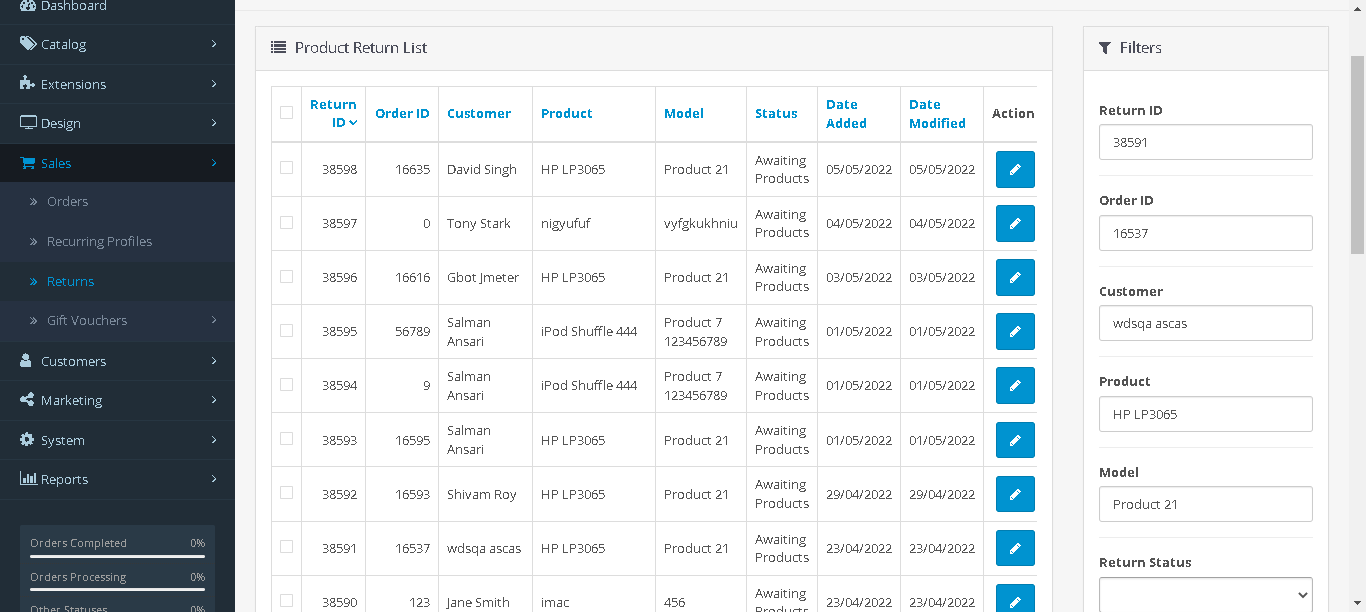 Dashboard
Catalog
Extensions
Design
Sales
Orders
Recurring Profiles
Returns
Gift Vouchers
Customers
Marketing
System
Reports
Orders Completed 0%
Orders Processing 0%
Other Statuses 0%
Product Return List
Return ID Order ID Customer Product Model Status Date Added Date Modified Action
38598 16635 David Singh HP LP3065 Product 21 Awaiting Products 05/05/2022 05/05/2022
38597 0 Tony Stark nigyufuf vyfgkukhniu Awaiting Products 04/05/2022 04/05/2022
38596 16616 Gbot Jmeter HP LP3065 Product 21 Awaiting Products 03/05/2022 03/05/2022
38595 56789 Salman Ansari iPod Shuffle 444 Product 7 123456789 Awaiting Products 01/05/2022 01/05/2022
38594 9 Salman Ansari iPod Shuffle 444 Product 7 123456789 Awaiting Products 01/05/2022 01/05/2022
38593 16595 Salman Ansari HP LP3065 Product 21 Awaiting Products 01/05/2022 01/05/2022
38592 16593 Shivam Roy HP LP3065 Product 21 Awaiting Products 29/04/2022 29/04/2022
38591 16537 wdsqa ascas HP LP3065 Product 21 Awaiting Products 23/04/2022 23/04/2022
38590 123 Jane Smith imac 456 Awaiting Products 23/04/2022 23/04/2022
Filters
Return ID
38591
Order ID
16537
Customer
wdsqa ascas
Product
HP LP3065
Model
Product 21
Return Status